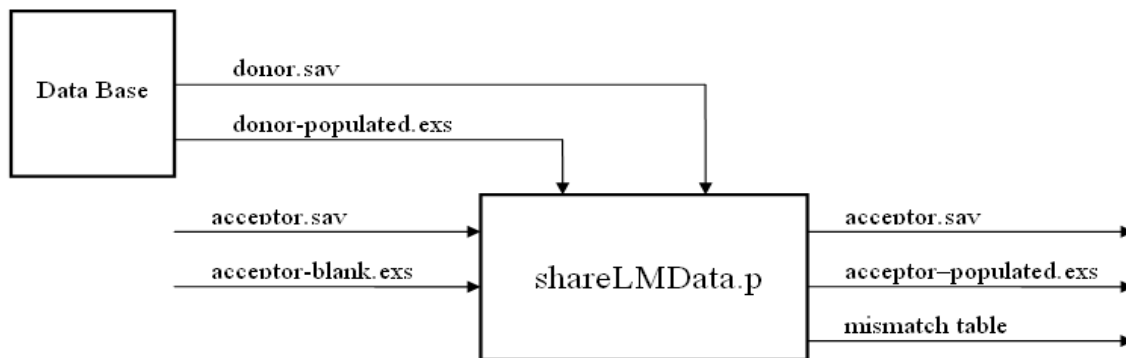 Data Base
donor.sav
donor-populated.exs
acceptor.sav
acceptor-blank.exs
shareLMData.p
acceptor.sav
acceptor–populated.exs
mismatch table